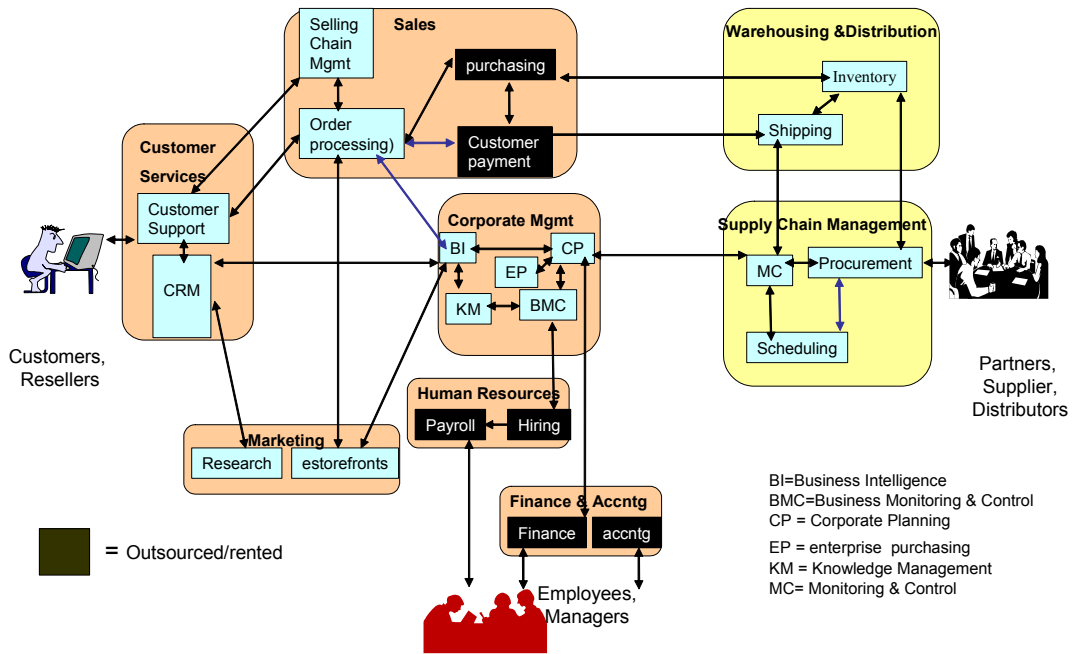 Selling
Chain
Mgmt
Sales
purchasing
Order
processing)
Customer
payment
Warehousing &Distribution
Inventory
Shipping
Customer
Services
Customer
Support
CRM
Customers,
Resellers
Corporate Mgmt
BI
CP
EP
KM
BMC
Supply Chain Management
MC
Procurement
Scheduling
Partners,
Supplier,
Distributors
Human Resources
Payroll
Hiring
Marketing
Research
estorefronts
Finance & Accntg
Finance
accntg
Employees,
Managers
= Outsourced/rented
BI=Business Intelligence
BMC=Business Monitoring & Control
CP = Corporate Planning
EP = enterprise purchasing
KM = Knowledge Management
MC= Monitoring & Control